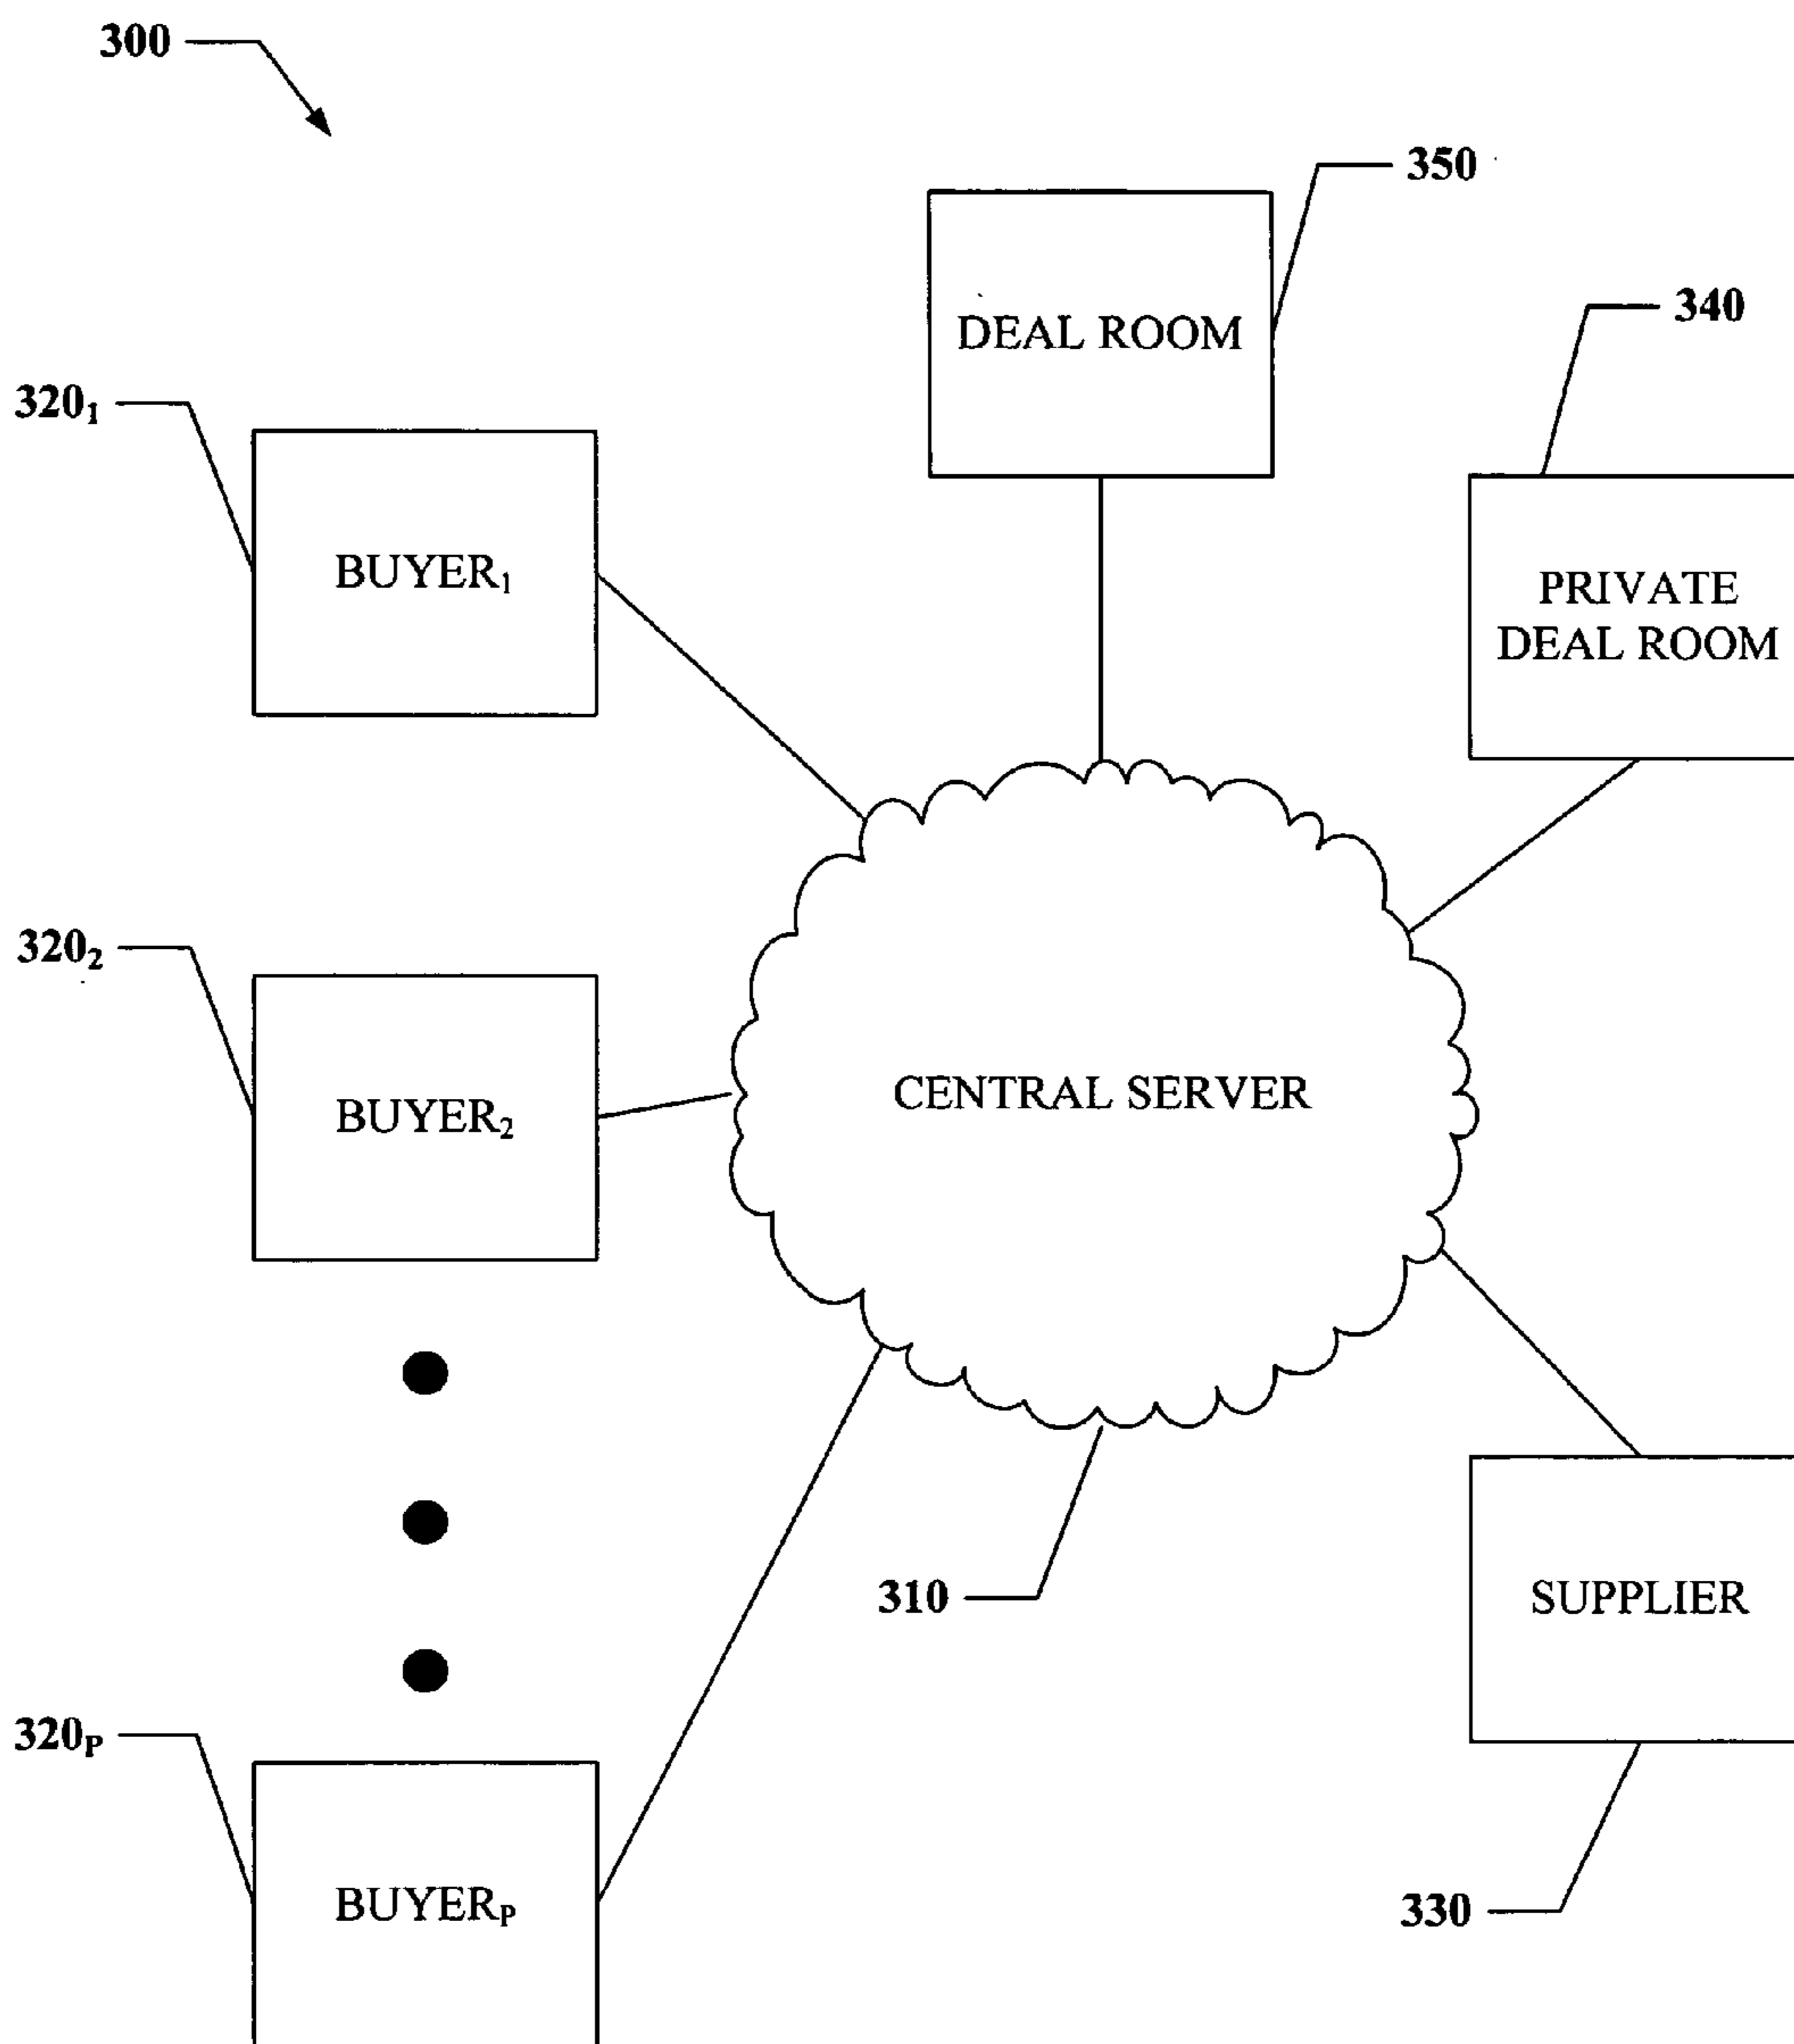 300
350
DEAL ROOM
340
320₁
BUYER₁
PRIVATE
DEAL ROOM
320₂
BUYER₂
CENTRAL SERVER
310
SUPPLIER
320ₚ
BUYERₚ
330